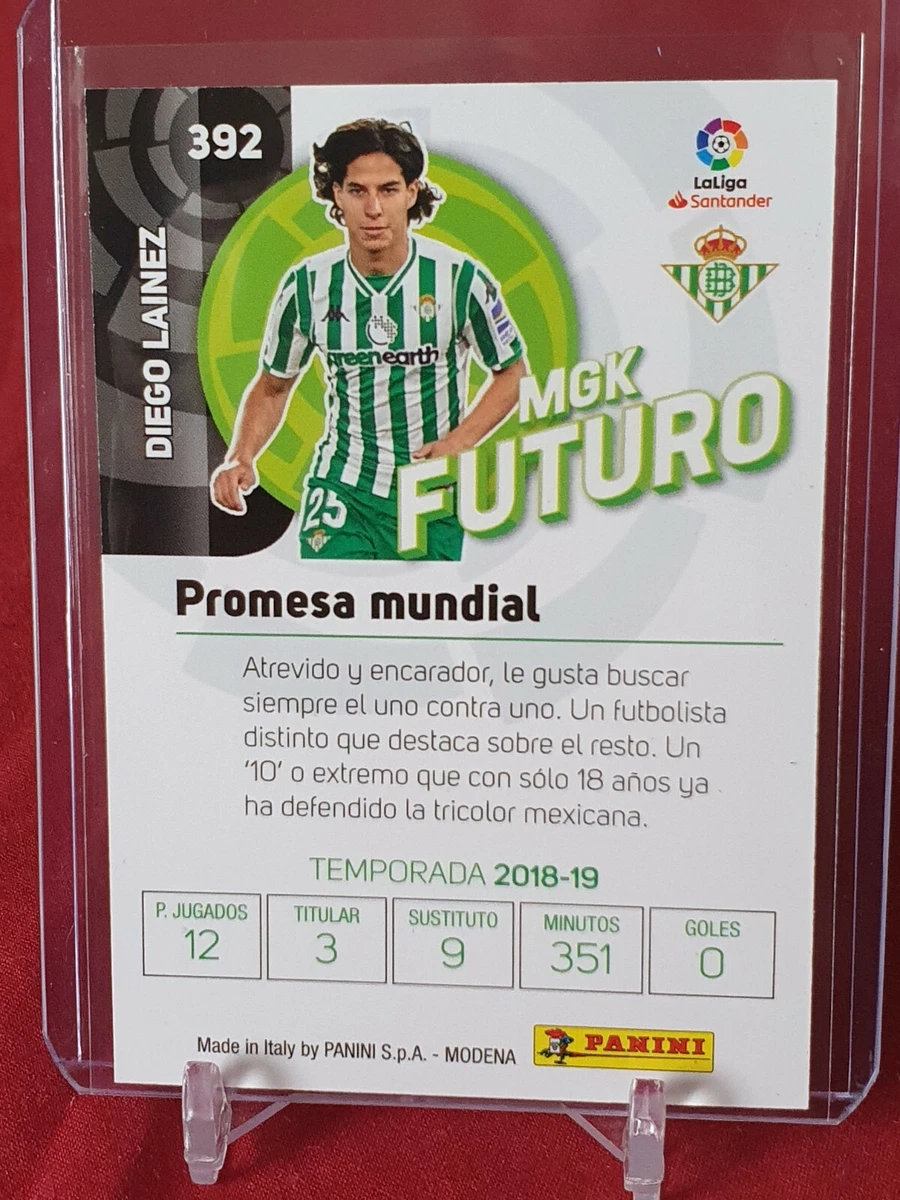 392
LaLiga
Santander
DIEGO LAINEZ
greenearth
25
MGK
FUTURO
Promesa mundial
Atrevido y encarador, le gusta buscar
siempre el uno contra uno. Un futbolista
distinto que destaca sobre el resto. Un
'10' o extremo que con sólo 18 años ya
ha defendido la tricolor mexicana.
TEMPORADA 2018-19
P. JUGADOS TITULAR SUSTITUTO MINUTOS GOLES
12 3 9 351 0
Made in Italy by PANINI S.p.A. - MODENA PANINI